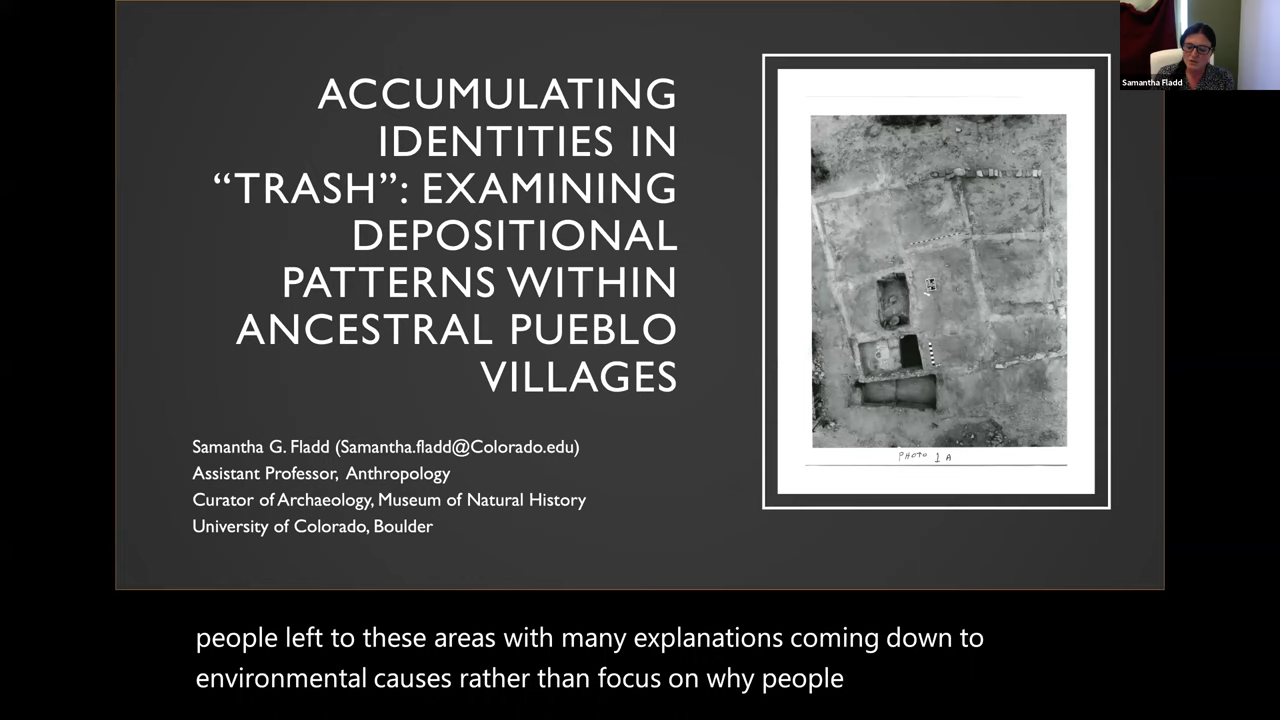 ACCUMULATING
IDENTITIES IN
“TRASH”: EXAMINING
DEPOSITIONAL
PATTERNS WITHIN
ANCESTRAL PUEBLO
VILLAGES
Samantha G. Fladd (Samantha.fladd@Colorado.edu)
Assistant Professor, Anthropology
Curator of Archaeology, Museum of Natural History
University of Colorado, Boulder
PHOTO 1 A
Samantha Fladd
people left to these areas with many explanations coming down to
environmental causes rather than focus on why people